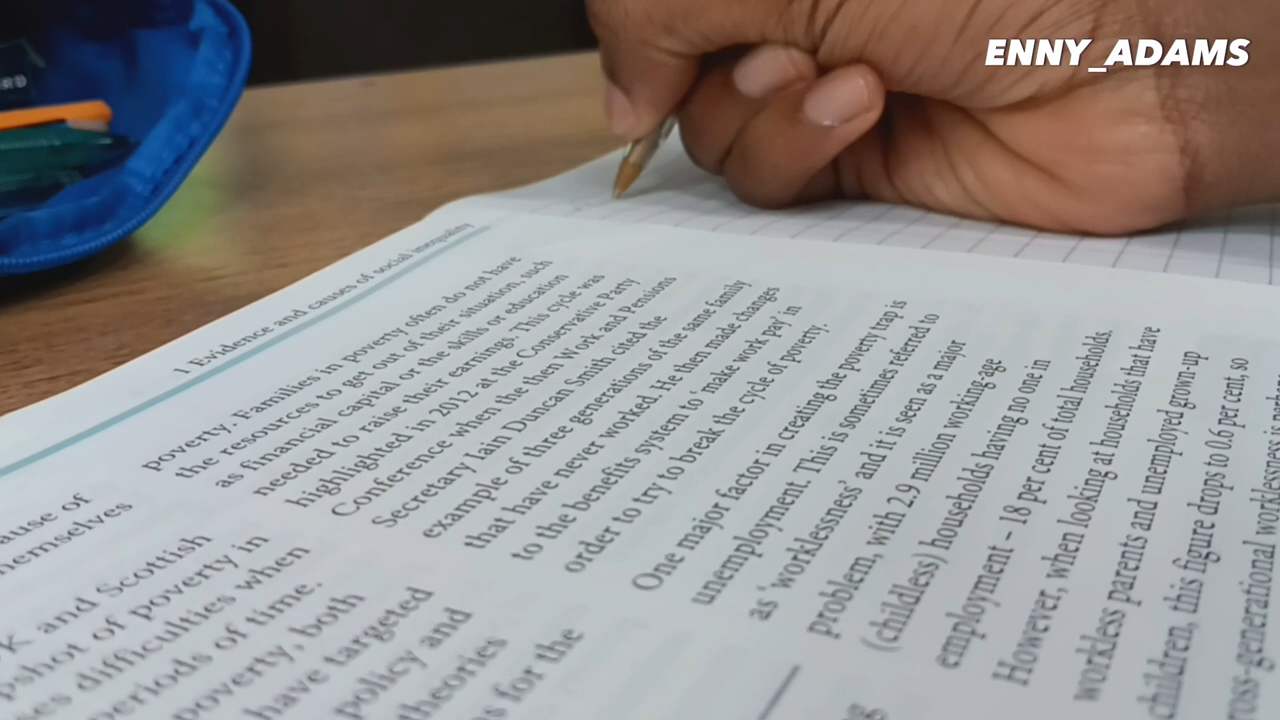 ENNY_ADAMS
1 Evidence and causes of social inequality
poverty. Families in poverty often do not have
the resources to get out of their situation, such
as financial capital or the skills or education
needed to raise their earnings. This cycle was
highlighted in 2012 at the Conservative Party
Conference when the then Work and Pensions
Secretary Iain Duncan Smith cited the
example of three generations of the same family
that have never worked. He then made changes
to the benefits system to ‘make work pay’ in
order to try to break the cycle of poverty.
One major factor in creating the poverty trap is
unemployment. This is sometimes referred to
as ‘worklessness’ and it is seen as a major
problem, with 2.9 million working-age
(childless) households having no one in
employment – 18 per cent of total households.
However, when looking at households that have
workless parents and unemployed grown-up
children, this figure drops to 0.6 per cent, so
worklessness is
ause of
hemselves
K and Scottish
pshot of poverty in
es difficulties when
periods of time.
poverty, both
have targeted
policy and
theories
s for the